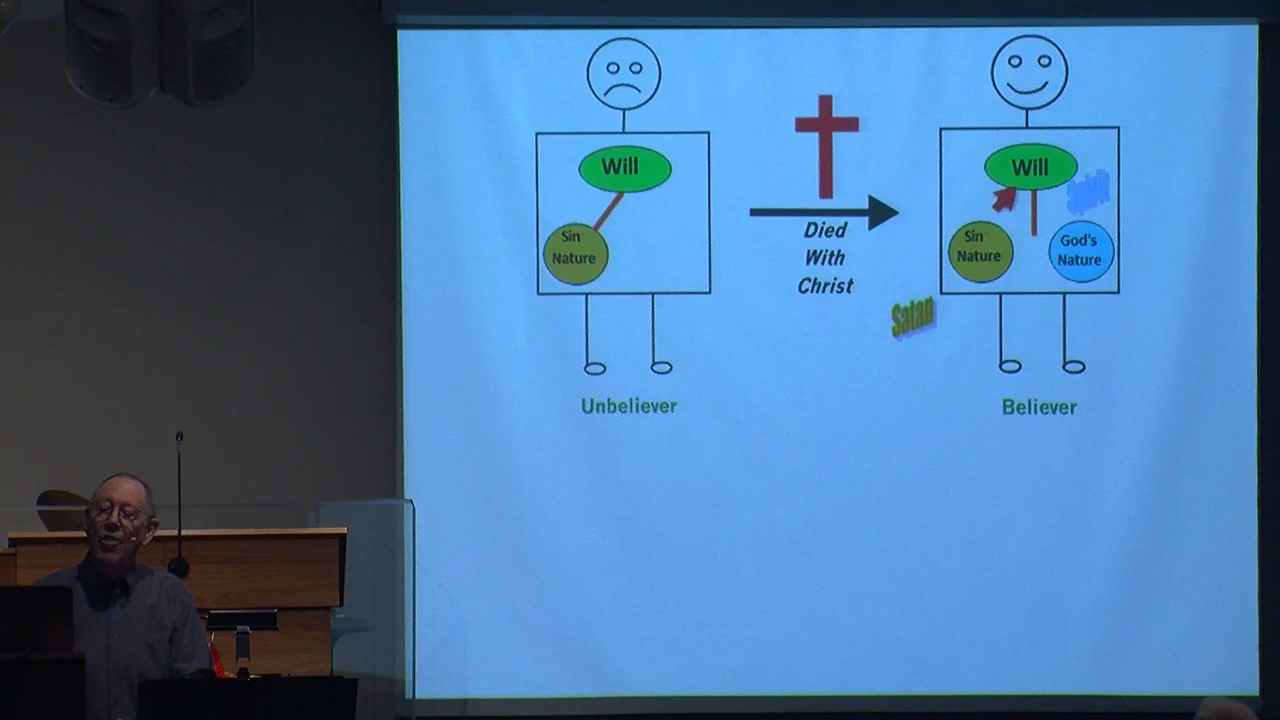 Will
Sin
Nature
Unbeliever
Died
With
Christ
Will
Sin
Nature
God's
Nature
Satan
Believer